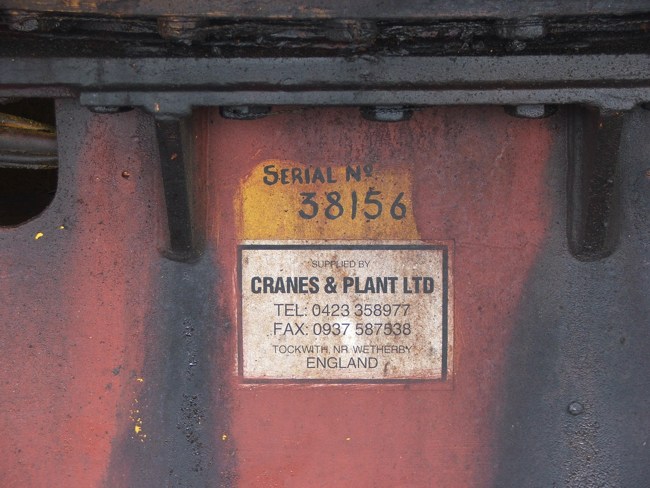 SERIAL Nº
38156
SUPPLIED BY
CRANES & PLANT LTD
TEL: 0423 358977
FAX: 0937 587538
TOCKWITH, NR. WETHERBY
ENGLAND